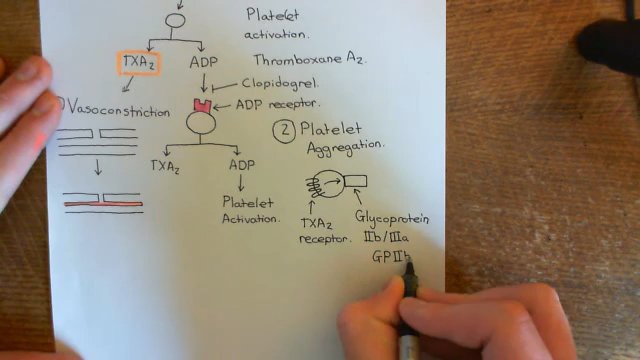 Platelet
activation.
TXA2
ADP
Thromboxane A2.
Clopidogrel.
ADP receptor.
Vasoconstriction
② Platelet
Aggregation.
TXA2
ADP
Platelet
Activation.
TXA2
receptor.
Glycoprotein
IIb/IIIa
GPIIb